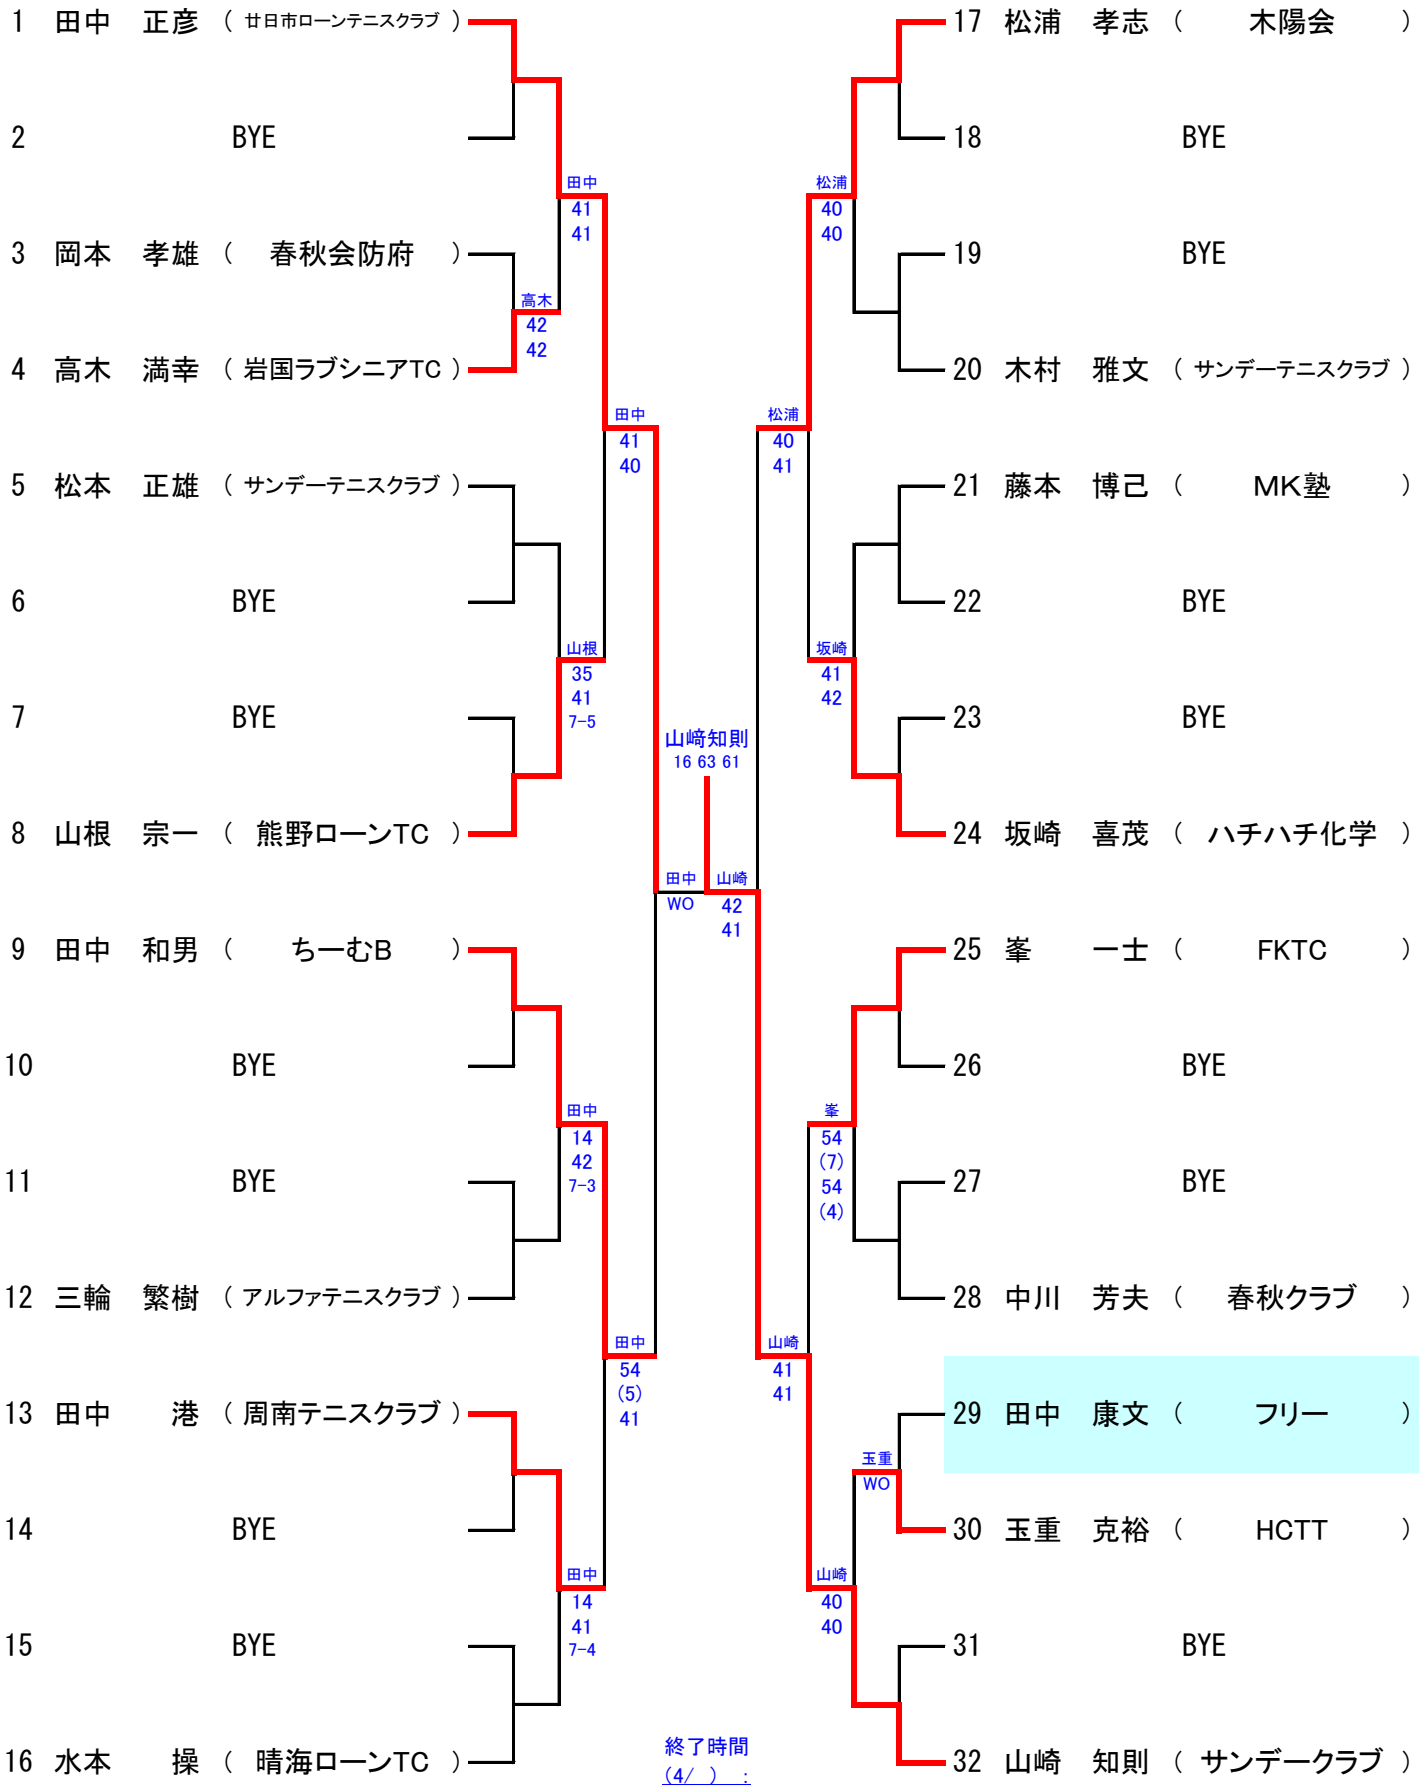 1 田中 正彦 ( 廿日市ローンテニスクラブ )
2 BYE
田中
41
41
3 岡本 孝雄 ( 春秋会防府 )
高木
42
42
4 高木 満幸 ( 岩国ラブシニアTC )
田中
41
40
5 松本 正雄 ( サンデーテニスクラブ )
6 BYE
山根
35
41
7-5
7 BYE
8 山根 宗一 ( 熊野ローンTC )
田中
WO
9 田中 和男 ( ちーむB )
10 BYE
田中
14
42
7-3
11 BYE
12 三輪 繁樹 ( アルファテニスクラブ )
田中
54
(5)
41
13 田中 港 ( 周南テニスクラブ )
14 BYE
田中
14
41
7-4
15 BYE
16 水本 操 ( 晴海ローンTC )
山﨑知則
16 63 61
17 松浦 孝志 ( 木陽会 )
18 BYE
松浦
40
40
19 BYE
20 木村 雅文 ( サンデーテニスクラブ )
松浦
40
41
21 藤本 博己 ( MK塾 )
22 BYE
坂崎
41
42
23 BYE
24 坂崎 喜茂 ( ハチハチ化学 )
山崎
42
41
25 峯 一士 ( FKTC )
26 BYE
峯
54
(7)
54
(4)
27 BYE
28 中川 芳夫 ( 春秋クラブ )
山崎
41
41
29 田中 康文 ( フリー )
玉重
WO
30 玉重 克裕 ( HCTT )
山崎
40
40
31 BYE
32 山崎 知則 ( サンデークラブ )
終了時間
(4/ ) :